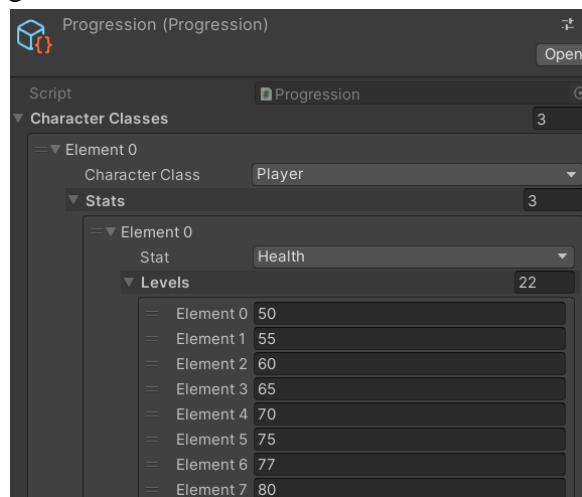 Progression (Progression)
Open
Script Progression
Character Classes 3
Element 0
Character Class Player
Stats 3
Element 0
Stat Health
Levels 22
Element 0 50
Element 1 55
Element 2 60
Element 3 65
Element 4 70
Element 5 75
Element 6 77
Element 7 80